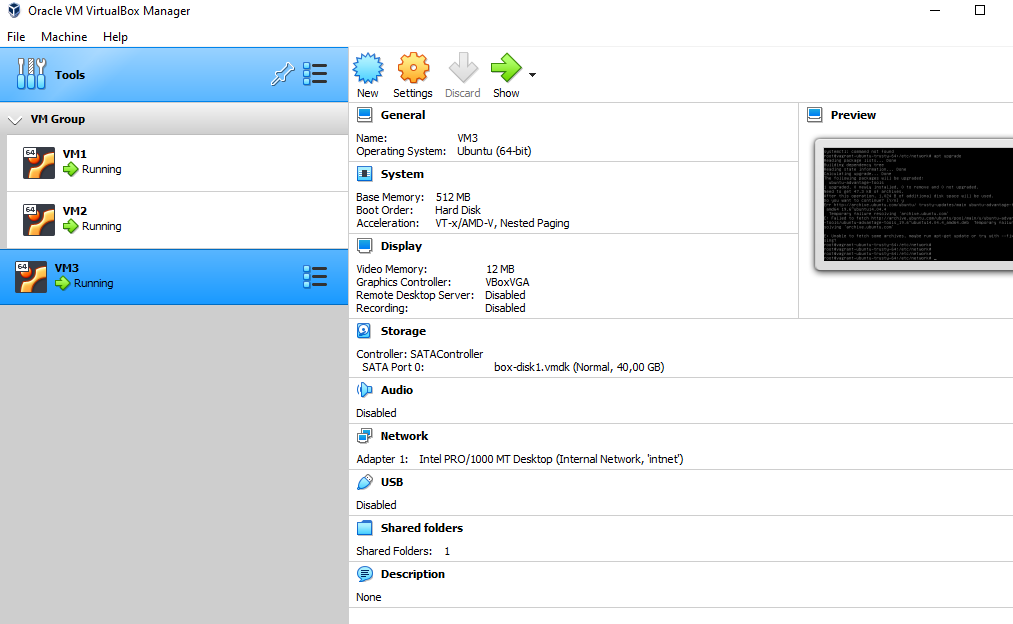 Oracle VM VirtualBox Manager
File Machine Help
Tools
New Settings Discard Show
VM Group
64 VM1
Running
64 VM2
Running
64 VM3
Running
General
Name: VM3
Operating System: Ubuntu (64-bit)
System
Base Memory: 512 MB
Boot Order: Hard Disk
Acceleration: VT-x/AMD-V, Nested Paging
Display
Video Memory: 12 MB
Graphics Controller: VBoxVGA
Remote Desktop Server: Disabled
Recording: Disabled
Storage
Controller: SATAController
SATA Port 0: box-disk1.vmdk (Normal, 40,00 GB)
Audio
Disabled
Network
Adapter 1: Intel PRO/1000 MT Desktop (Internal Network, 'intnet')
USB
Disabled
Shared folders
Shared Folders: 1
Description
None
Preview